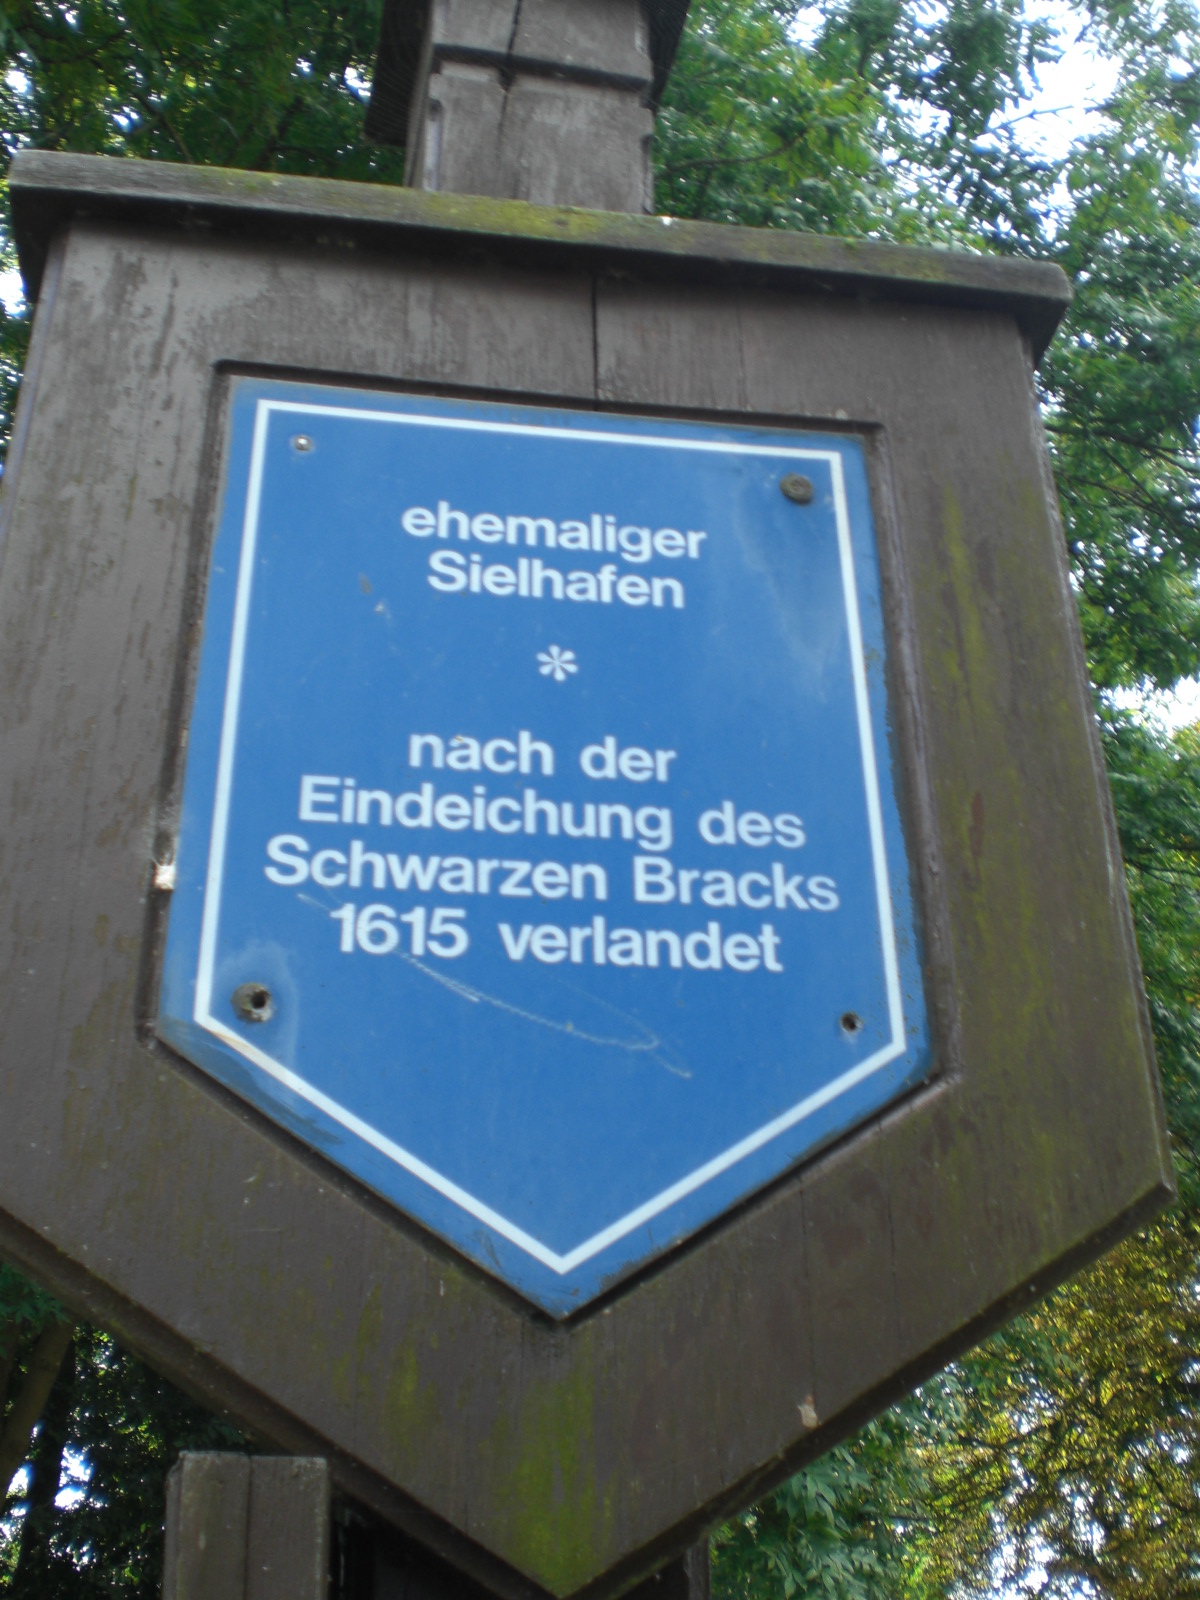 ehemaliger
Sielhafen
*
nach der
Eindeichung des
Schwarzen Bracks
1615 verlandet